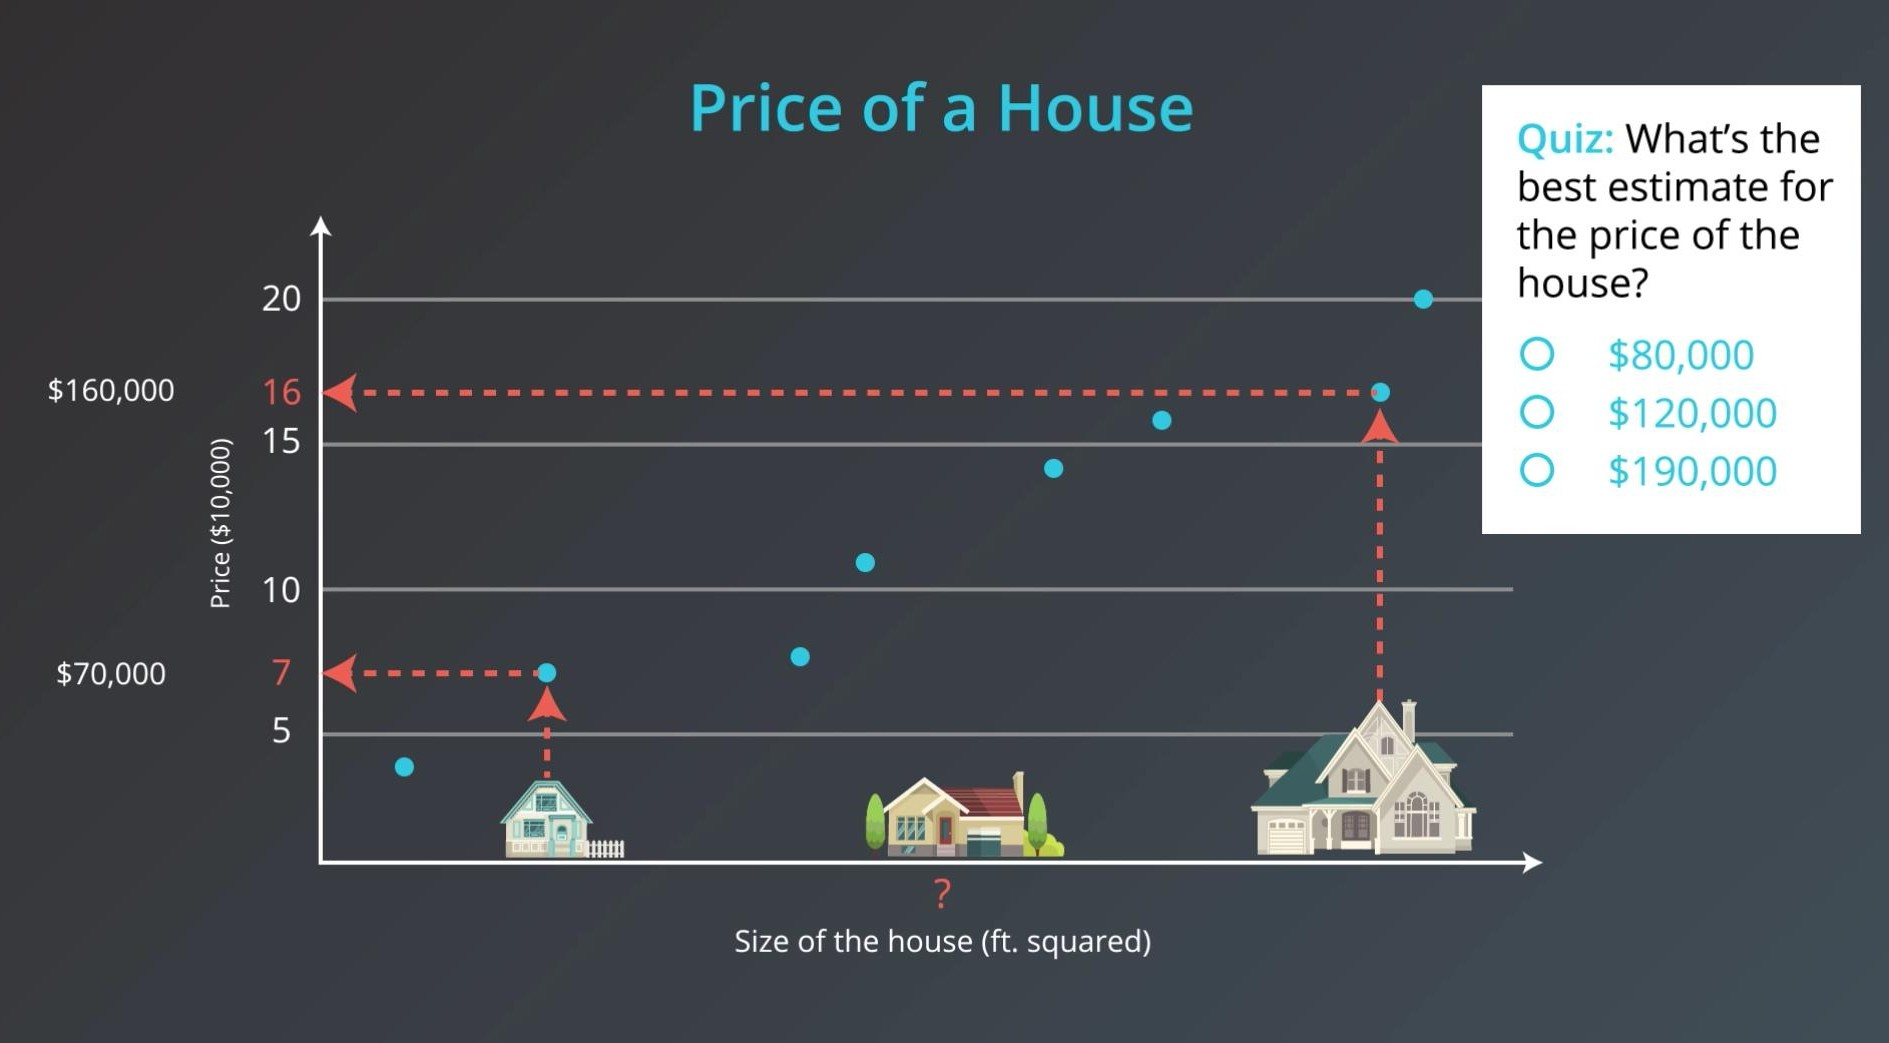 Price of a House
Quiz: What's the
best estimate for
the price of the
house?
$80,000
$120,000
$190,000
20
$160,000
16
15
Price ($10,000)
10
$70,000
7
5
?
Size of the house (ft. squared)